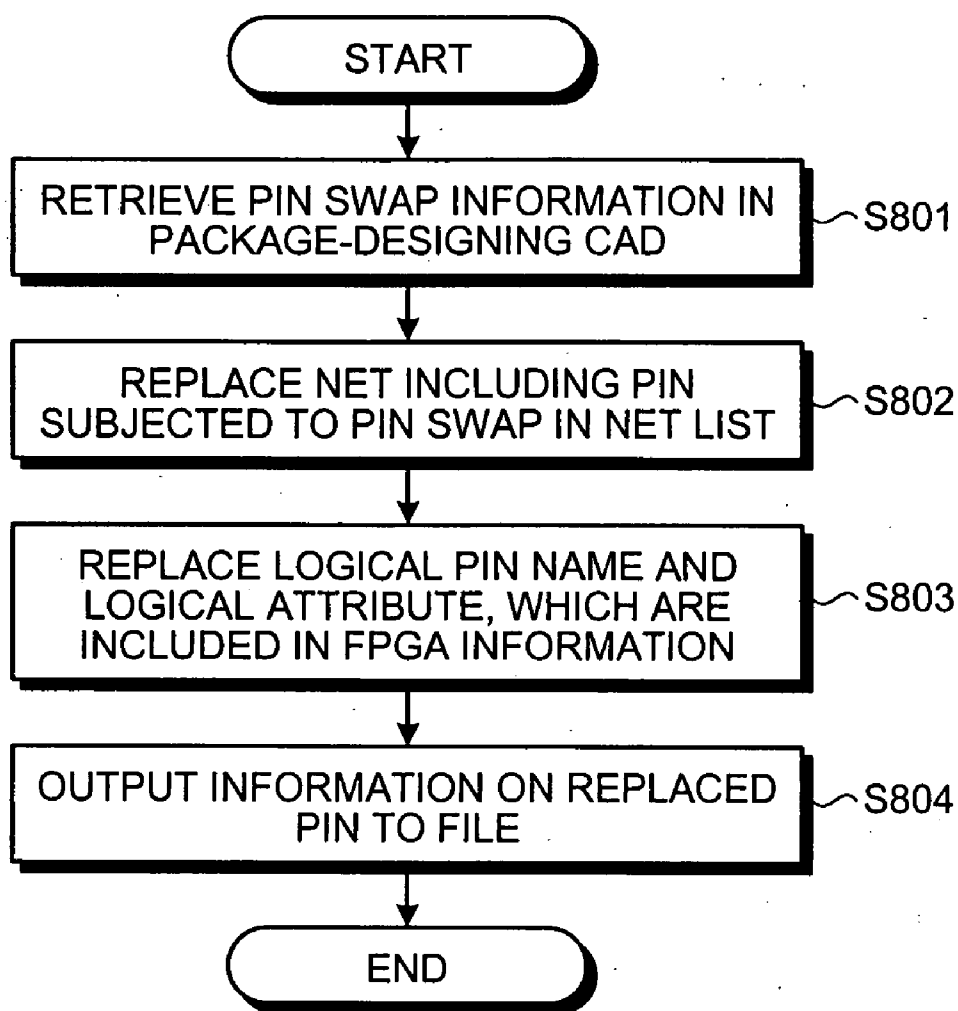 START
RETRIEVE PIN SWAP INFORMATION IN
PACKAGE-DESIGNING CAD
S801
REPLACE NET INCLUDING PIN
SUBJECTED TO PIN SWAP IN NET LIST
S802
REPLACE LOGICAL PIN NAME AND
LOGICAL ATTRIBUTE, WHICH ARE
INCLUDED IN FPGA INFORMATION
S803
OUTPUT INFORMATION ON REPLACED
PIN TO FILE
S804
END